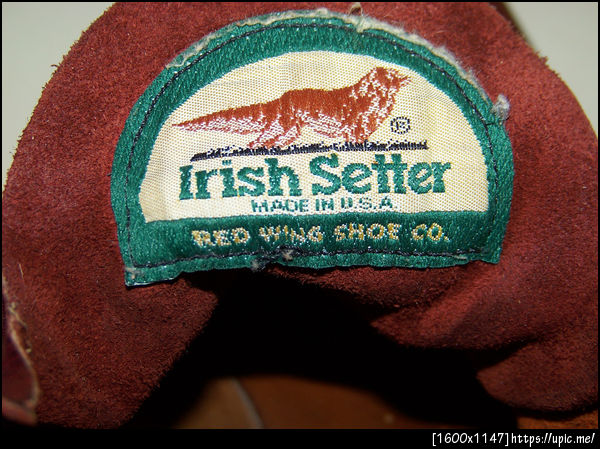 ®
Irish Setter
MADE IN U.S.A.
RED WING SHOE CO.
[1600x1147]https://upic.me/